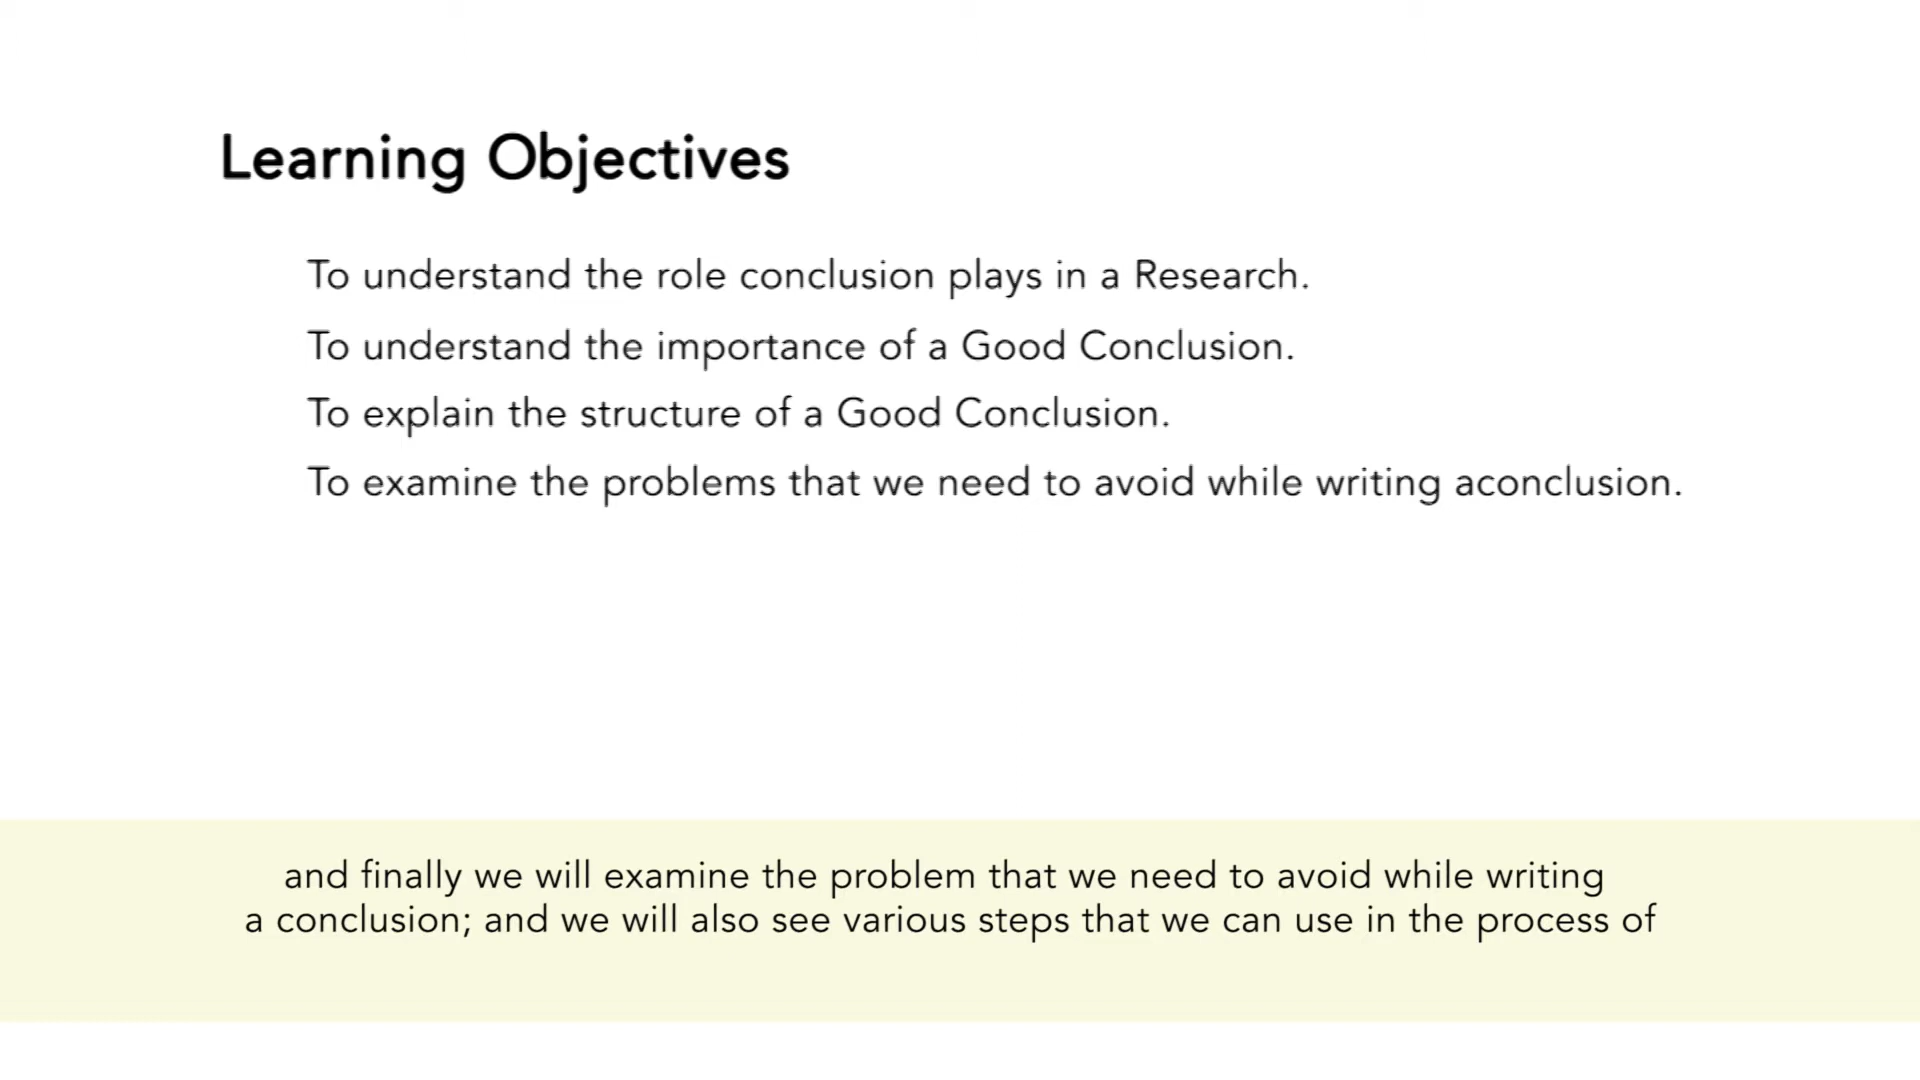 Learning Objectives
To understand the role conclusion plays in a Research.
To understand the importance of a Good Conclusion.
To explain the structure of a Good Conclusion.
To examine the problems that we need to avoid while writing aconclusion.
and finally we will examine the problem that we need to avoid while writing
a conclusion; and we will also see various steps that we can use in the process of